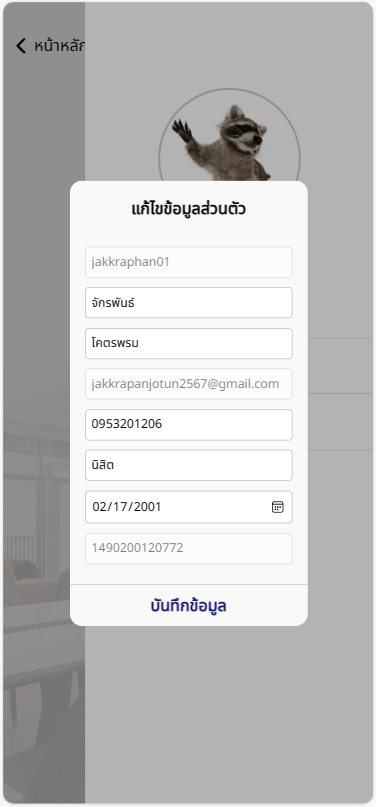 หน้าหลัก
แก้ไขข้อมูลส่วนตัว
jakkraphan01
จักรพันธ์
โคตรพรม
jakkrapanjotun2567@gmail.com
0953201206
นิสิต
02/17/2001
1490200120772
บันทึกข้อมูล